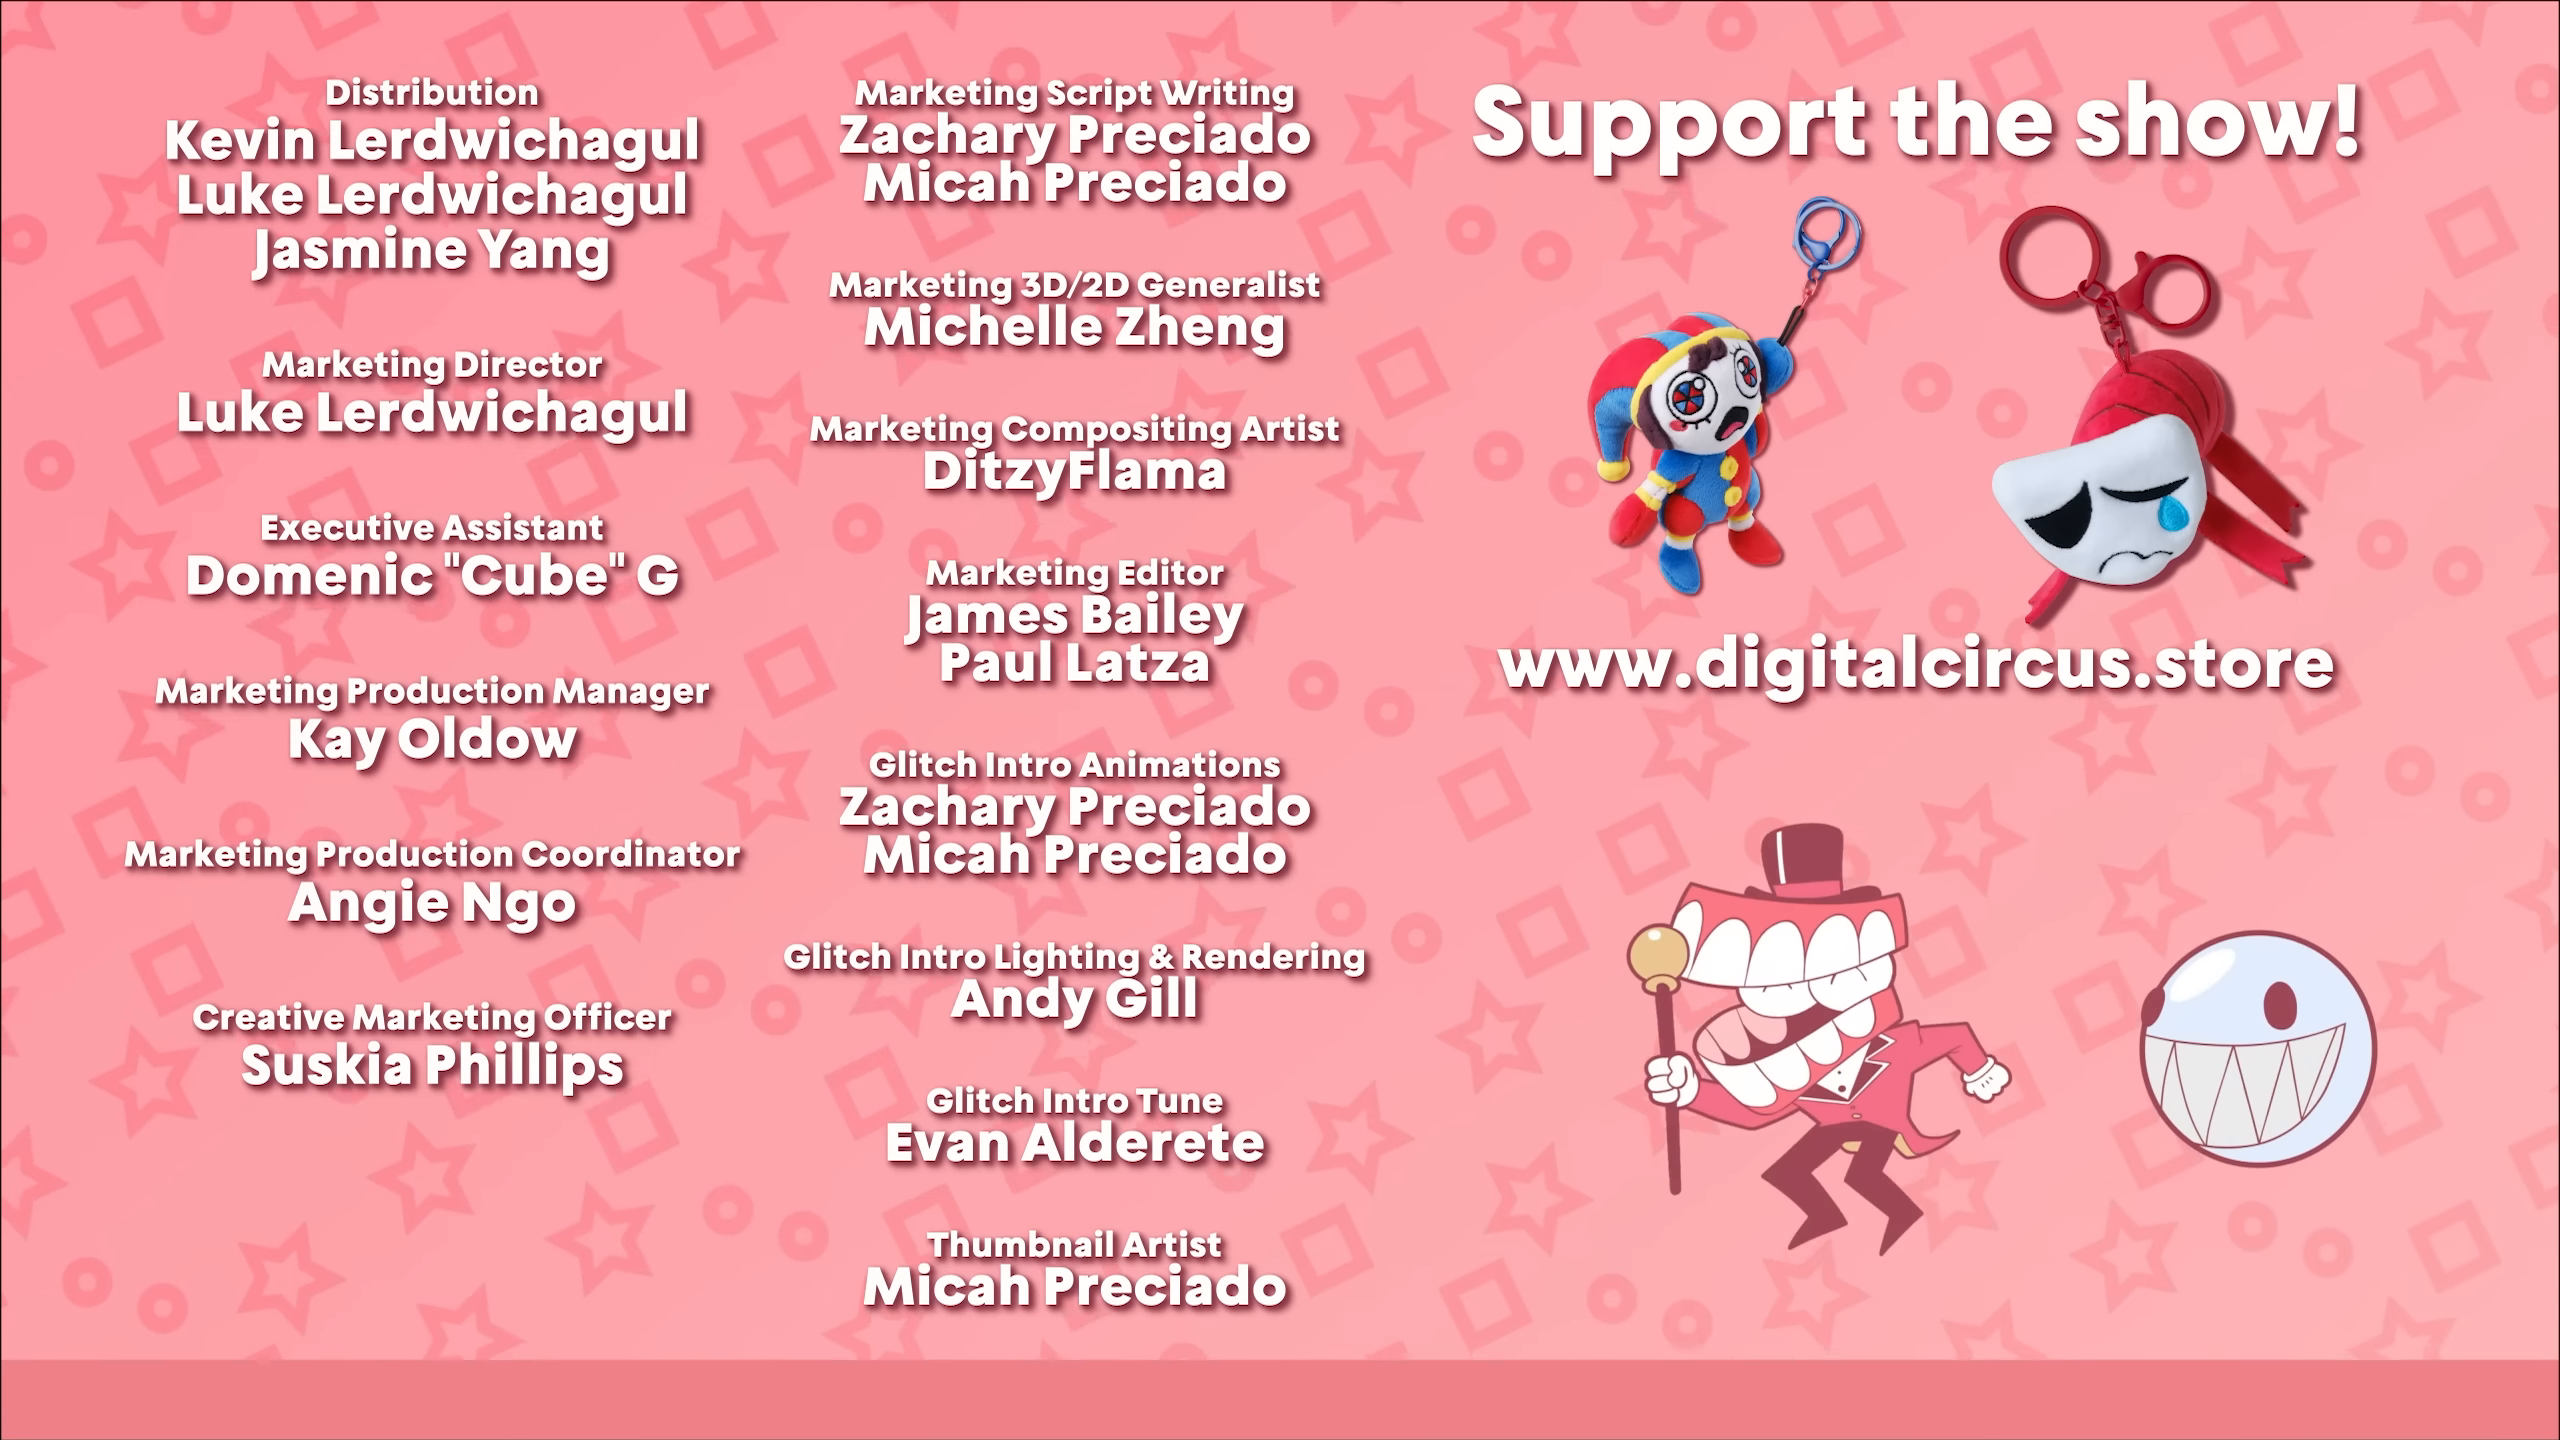 Distribution
Kevin Lerdwichagul
Luke Lerdwichagul
Jasmine Yang
Marketing Director
Luke Lerdwichagul
Executive Assistant
Domenic "Cube" G
Marketing Production Manager
Kay Oldow
Marketing Production Coordinator
Angie Ngo
Creative Marketing Officer
Suskia Phillips
Marketing Script Writing
Zachary Preciado
Micah Preciado
Marketing 3D/2D Generalist
Michelle Zheng
Marketing Compositing Artist
DitzyFlama
Marketing Editor
James Bailey
Paul Latza
Glitch Intro Animations
Zachary Preciado
Micah Preciado
Glitch Intro Lighting & Rendering
Andy Gill
Glitch Intro Tune
Evan Alderete
Thumbnail Artist
Micah Preciado
Support the show!
www.digitalcircus.store